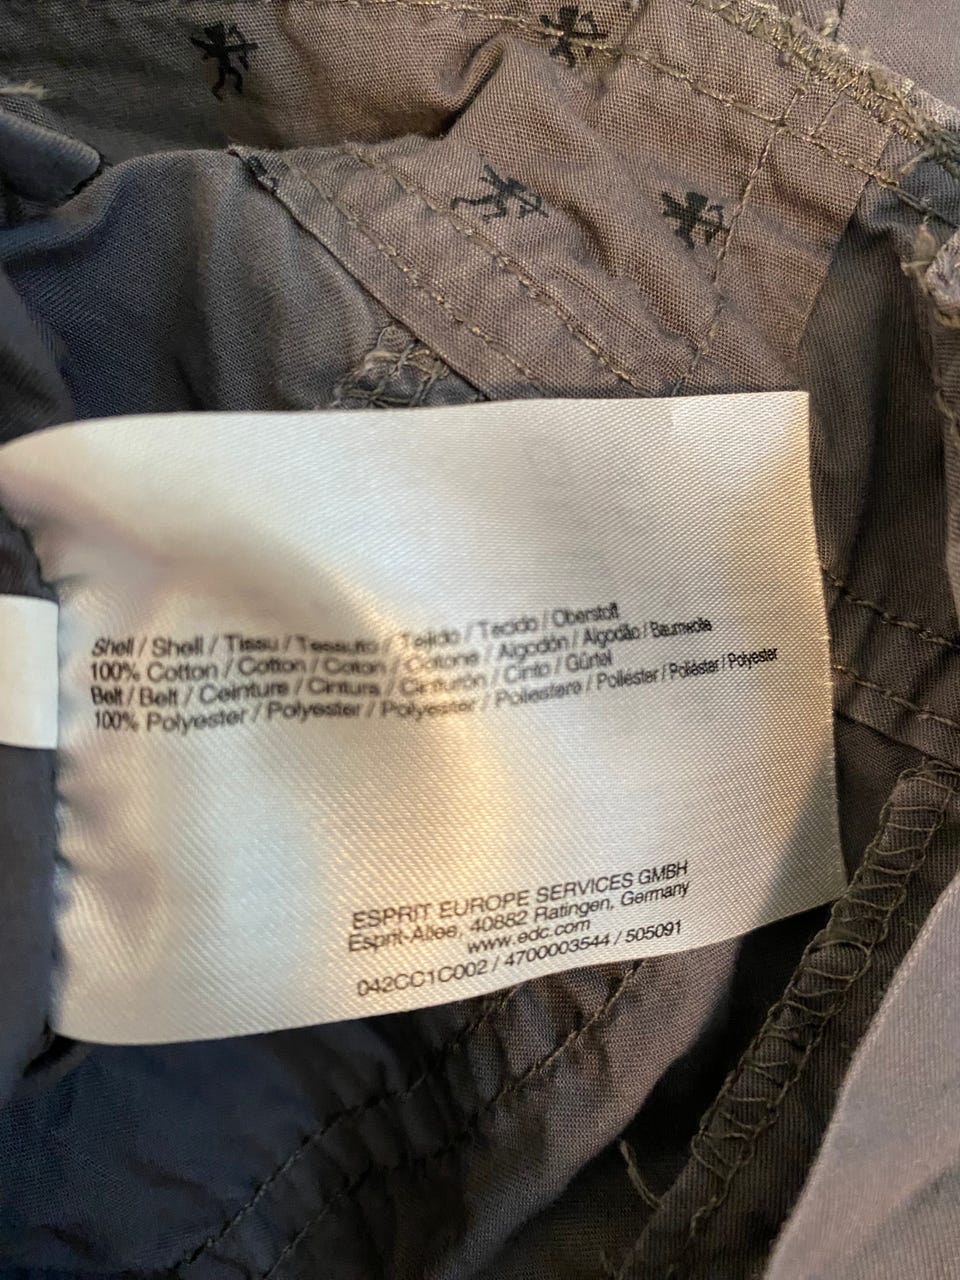 Shell / Shell / Tissu / Tessuto / Tejido / Tecido / Oberstoff
100% Cotton / Cotton / Coton / Cotone / Algodón / Algodão / Baumwolle
Belt / Belt / Ceinture / Cintura / Cinturón / Cinto / Gürtel
100% Polyester / Polyester / Polyester / Poliestere / Poliéster / Poliéster / Polyester
ESPRIT EUROPE SERVICES GMBH
Esprit-Allee, 40882 Ratingen, Germany
www.edc.com
042CC1C002 / 4700003544 / 505091